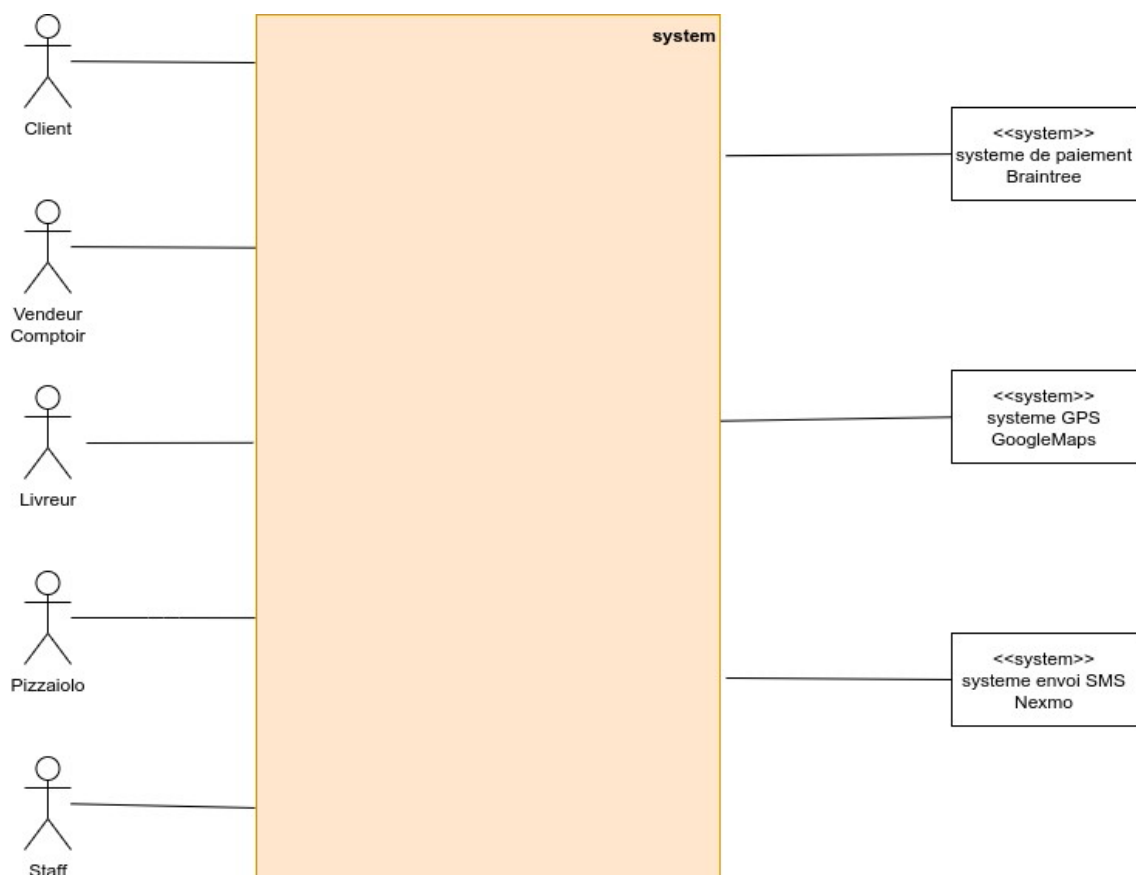 system
Client
<<system>>
systeme de paiement
Braintree
Vendeur
Comptoir
<<system>>
systeme GPS
GoogleMaps
Livreur
<<system>>
systeme envoi SMS
Nexmo
Pizzaiolo
Staff